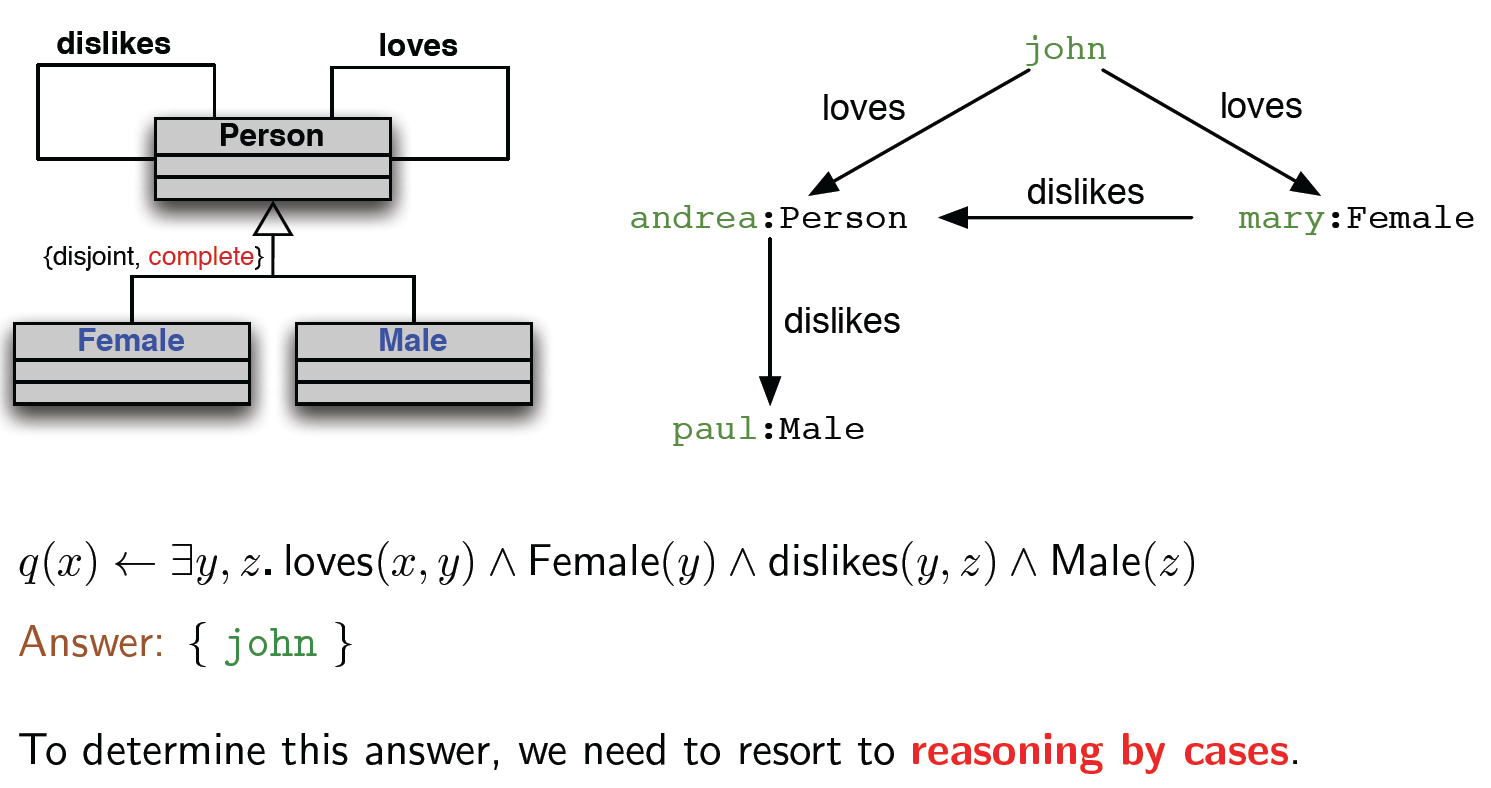 dislikes
loves
Person
{disjoint, complete}
Female
Male
john
loves
loves
andrea:Person
dislikes
mary:Female
dislikes
paul:Male
q(x) ← ∃y, z. loves(x, y) ∧ Female(y) ∧ dislikes(y, z) ∧ Male(z)
Answer: { john }
To determine this answer, we need to resort to reasoning by cases.